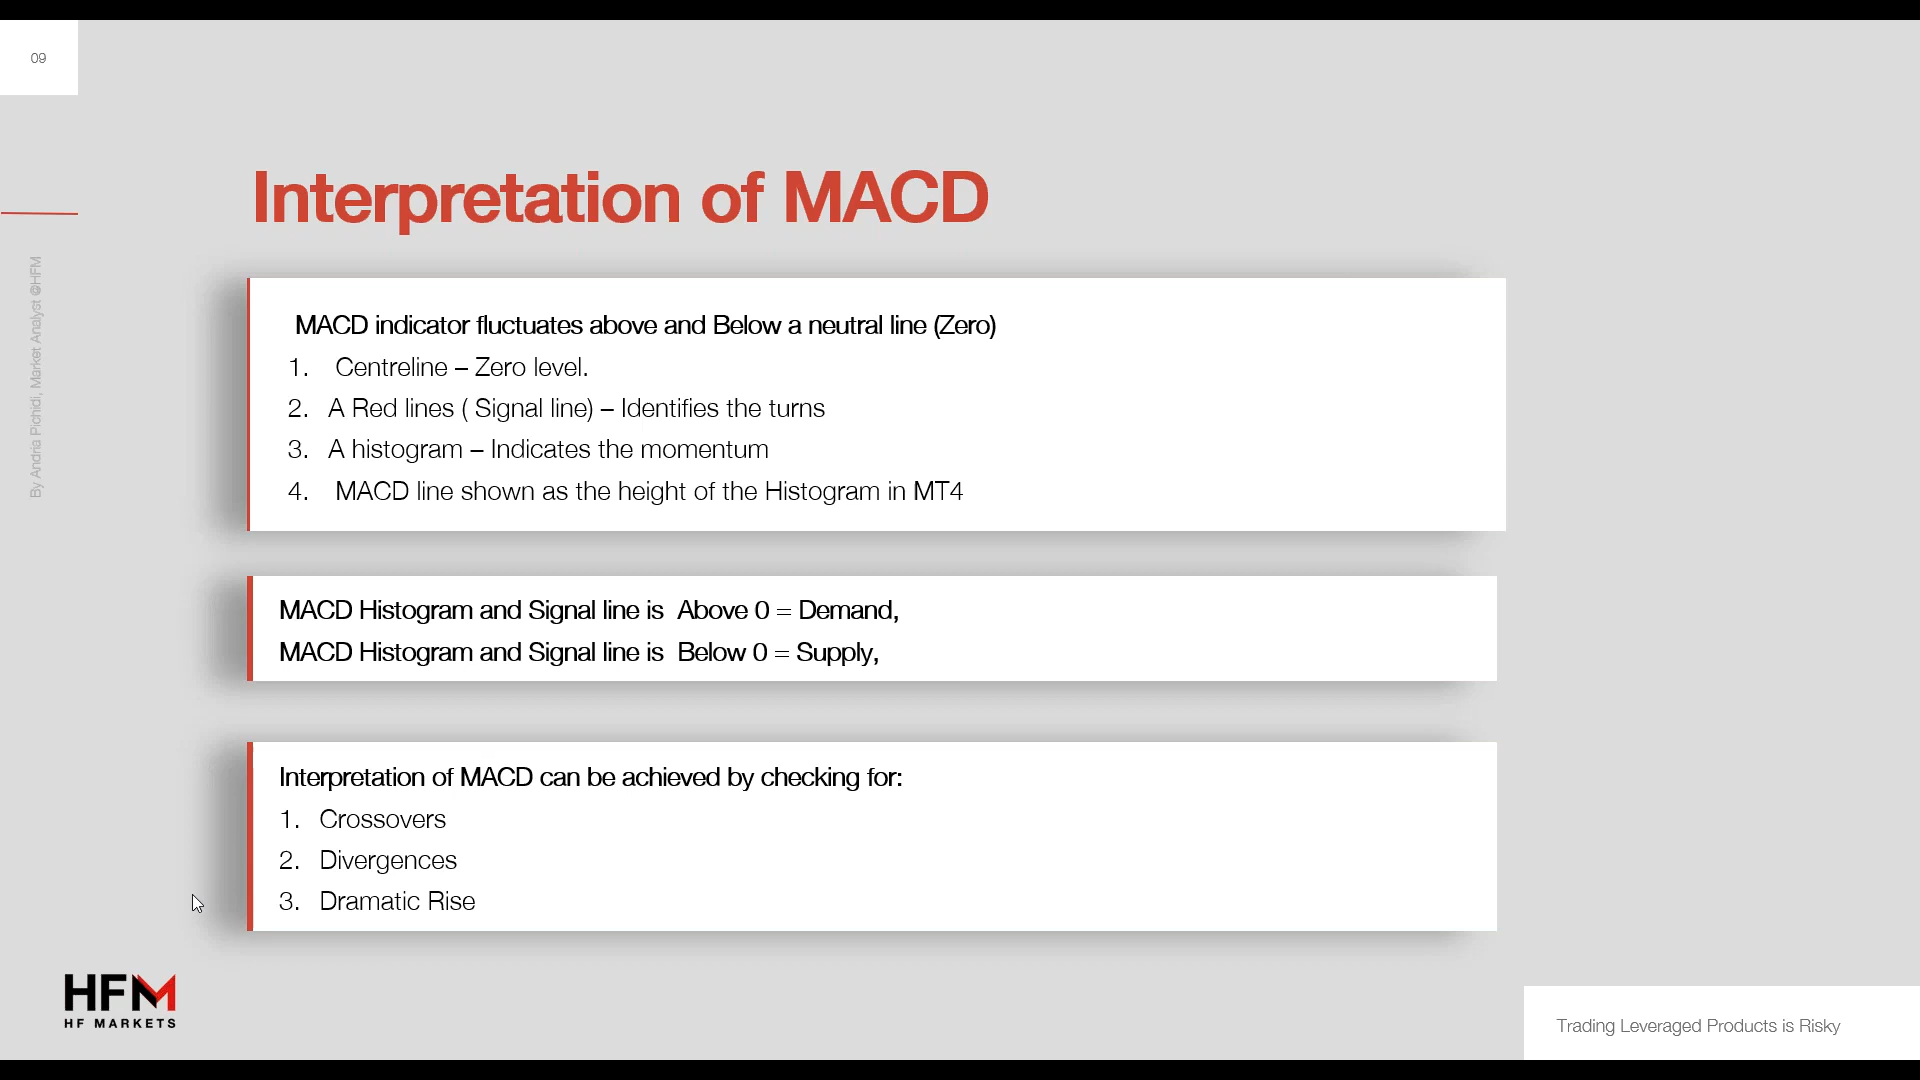 09
Interpretation of MACD
By Andria Pichidi, Market Analyst @HFM
MACD indicator fluctuates above and Below a neutral line (Zero)
1. Centreline – Zero level.
2. A Red lines ( Signal line) – Identifies the turns
3. A histogram – Indicates the momentum
4. MACD line shown as the height of the Histogram in MT4
MACD Histogram and Signal line is Above 0 = Demand,
MACD Histogram and Signal line is Below 0 = Supply,
Interpretation of MACD can be achieved by checking for:
1. Crossovers
2. Divergences
3. Dramatic Rise
HFM
HF MARKETS
Trading Leveraged Products is Risky